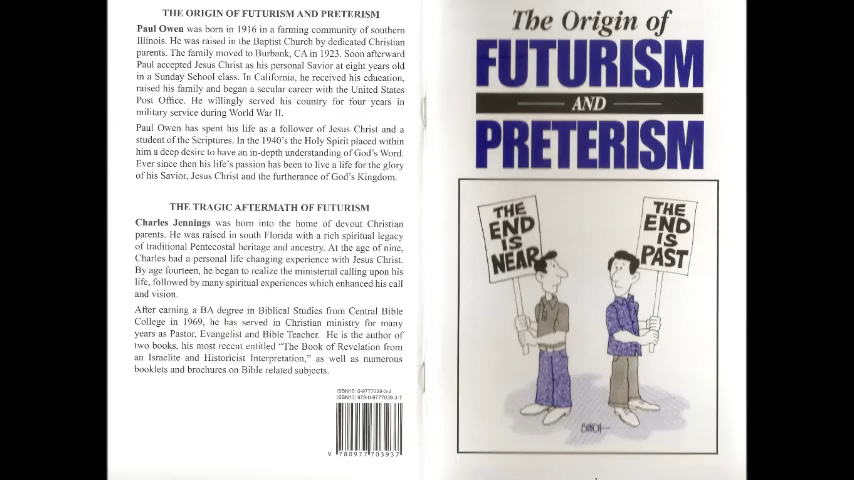 THE ORIGIN OF FUTURISM AND PRETERISM
Paul Owen was born in 1916 in a farming community of southern
Illinois. He was raised in the Baptist Church by dedicated Christian
parents. The family moved to Burbank, CA in 1923. Soon afterward
Paul accepted Jesus Christ as his personal Savior at eight years old
in a Sunday School class. In California, he received his education,
raised his family and began a secular career with the United States
Post Office. He willingly served his country for four years in
military service during World War II.
Paul Owen has spent his life as a follower of Jesus Christ and a
student of the Scriptures. In the 1940's the Holy Spirit placed within
him a deep desire to have an in-depth understanding of God's Word.
Ever since then his life's passion has been to live a life for the glory
of his Savior, Jesus Christ and the furtherance of God's Kingdom.
THE TRAGIC AFTERMATH OF FUTURISM
Charles Jennings was born into the home of devout Christian
parents. He was raised in south Florida with a rich spiritual legacy
of traditional Pentecostal heritage and ancestry. At the age of nine,
Charles had a personal life changing experience with Jesus Christ.
By age fourteen, he began to realize the ministerial calling upon his
life, followed by many spiritual experiences which enhanced his call
and vision.
After earning a BA degree in Biblical Studies from Central Bible
College in 1969, he has served in Christian ministry for many
years as Pastor, Evangelist and Bible Teacher. He is the author of
two books, his most recent entitled "The Book of Revelation from
an Israelite and Historicist Interpretation," as well as numerous
booklets and brochures on Bible related subjects.
9 780977 703937
The Origin of
FUTURISM
AND
PRETERISM
THE
END
IS
NEAR
THE
END
IS
PAST